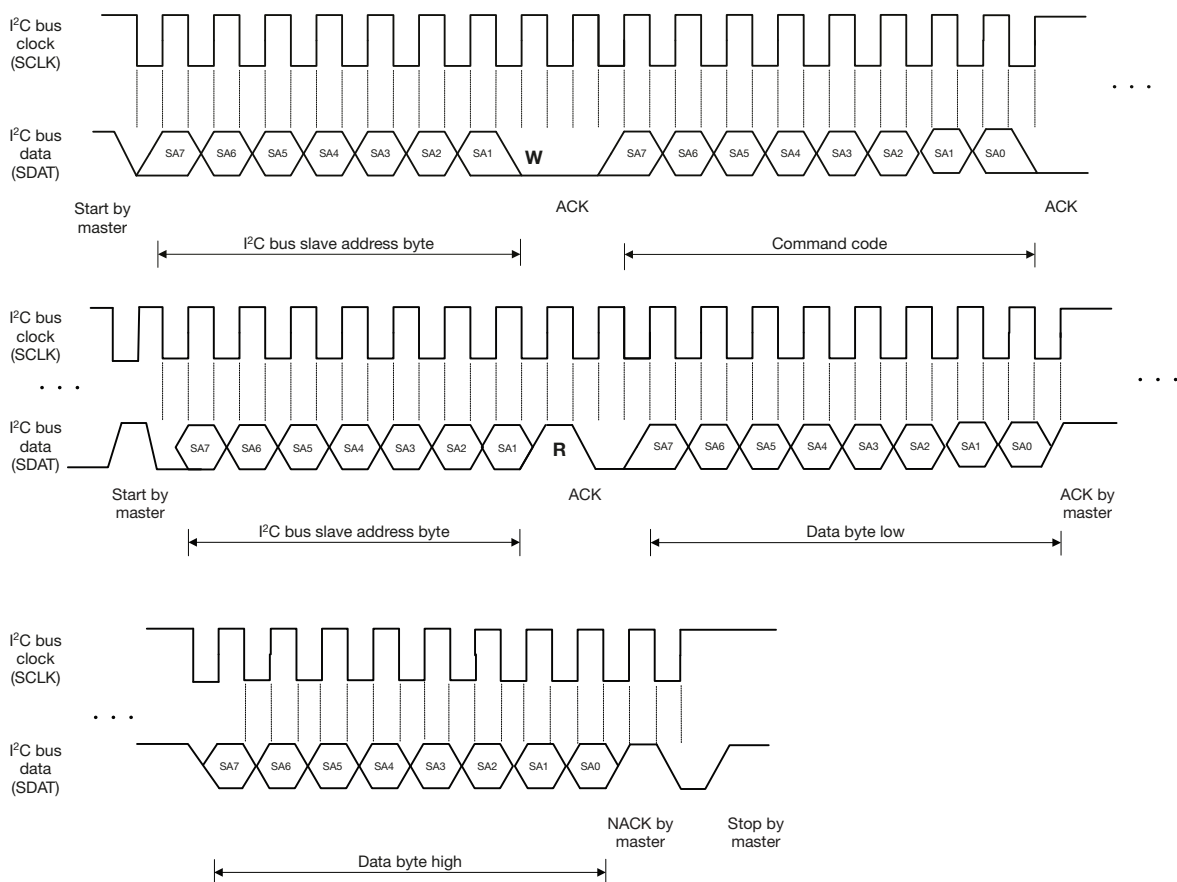 I²C bus
clock
(SCLK)
. . .
I²C bus
data
(SDAT)
SA7 SA6 SA5 SA4 SA3 SA2 SA1 W SA7 SA6 SA5 SA4 SA3 SA2 SA1 SA0
Start by
master
ACK
ACK
I²C bus slave address byte
Command code
I²C bus
clock
(SCLK)
. . .
. . .
I²C bus
data
(SDAT)
SA7 SA6 SA5 SA4 SA3 SA2 SA1 R SA7 SA6 SA5 SA4 SA3 SA2 SA1 SA0
Start by
master
ACK
ACK by
master
I²C bus slave address byte
Data byte low
I²C bus
clock
(SCLK)
. . .
I²C bus
data
(SDAT)
SA7 SA6 SA5 SA4 SA3 SA2 SA1 SA0
NACK by
master
Stop by
master
Data byte high